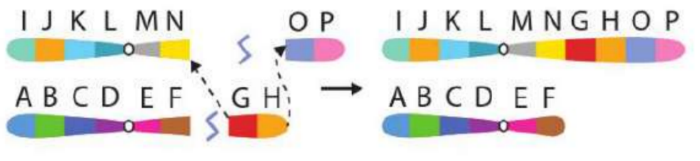 I J K L M N O P I J K L M N G H O P
A B C D E F G H A B C D E F